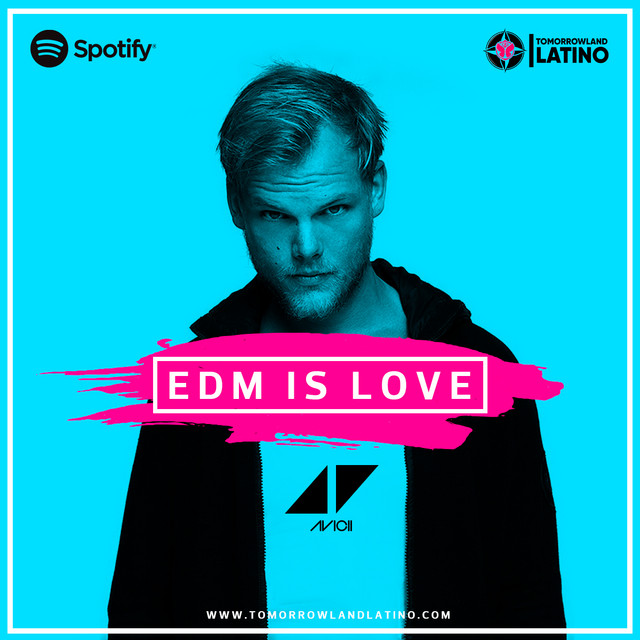 Spotify®
TOMORROWLAND
LATINO
EDM IS LOVE
AVICII
WWW.TOMORROWLANDLATINO.COM